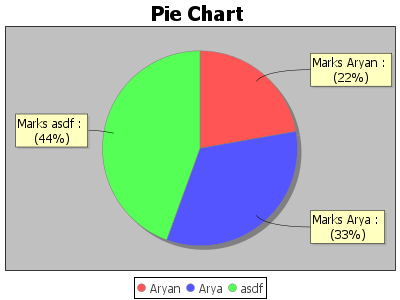 Pie Chart
Marks Aryan :
(22%)
Marks asdf :
(44%)
Marks Arya :
(33%)
Aryan Arya asdf